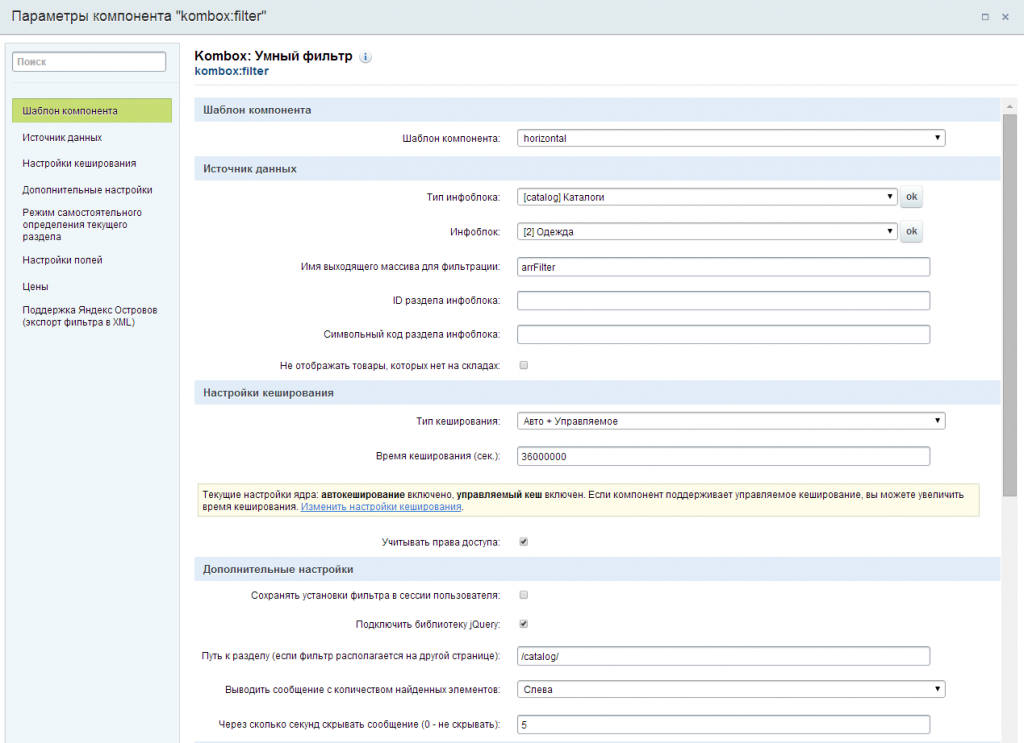 Параметры компонента "kombox:filter"
Поиск
Шаблон компонента
Источник данных
Настройки кеширования
Дополнительные настройки
Режим самостоятельного
определения текущего
раздела
Настройки полей
Цены
Поддержка Яндекс Островов
(экспорт фильтра в XML)
Kombox: Умный фильтр
kombox:filter
Шаблон компонента
Шаблон компонента: horizontal
Источник данных
Тип инфоблока: [catalog] Каталоги ok
Инфоблок: [2] Одежда ok
Имя выходящего массива для фильтрации: arrFilter
ID раздела инфоблока:
Символьный код раздела инфоблока:
Не отображать товары, которых нет на складах:
Настройки кеширования
Тип кеширования: Авто + Управляемое
Время кеширования (сек.): 36000000
Текущие настройки ядра: автокеширование включено, управляемый кеш включен. Если компонент поддерживает управляемое кеширование, вы можете увеличить
время кеширования. Изменить настройки кеширования.
Учитывать права доступа:
Дополнительные настройки
Сохранять установки фильтра в сессии пользователя:
Подключить библиотеку jQuery:
Путь к разделу (если фильтр располагается на другой странице): /catalog/
Выводить сообщение с количеством найденных элементов: Слева
Через сколько секунд скрывать сообщение (0 - не скрывать): 5